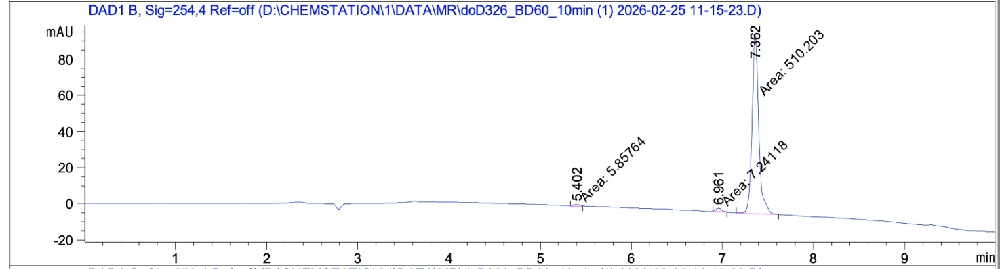 DAD1 B, Sig=254,4 Ref=off (D:\CHEMSTATION\1\DATA\MR\doD326_BD60_10min (1) 2026-02-25 11-15-23.D)
mAU
80
60
40
20
0
-20
5.402
Area: 5.85764
6.961
Area: 7.24118
7.362
Area: 510.203
1 2 3 4 5 6 7 8 9 min